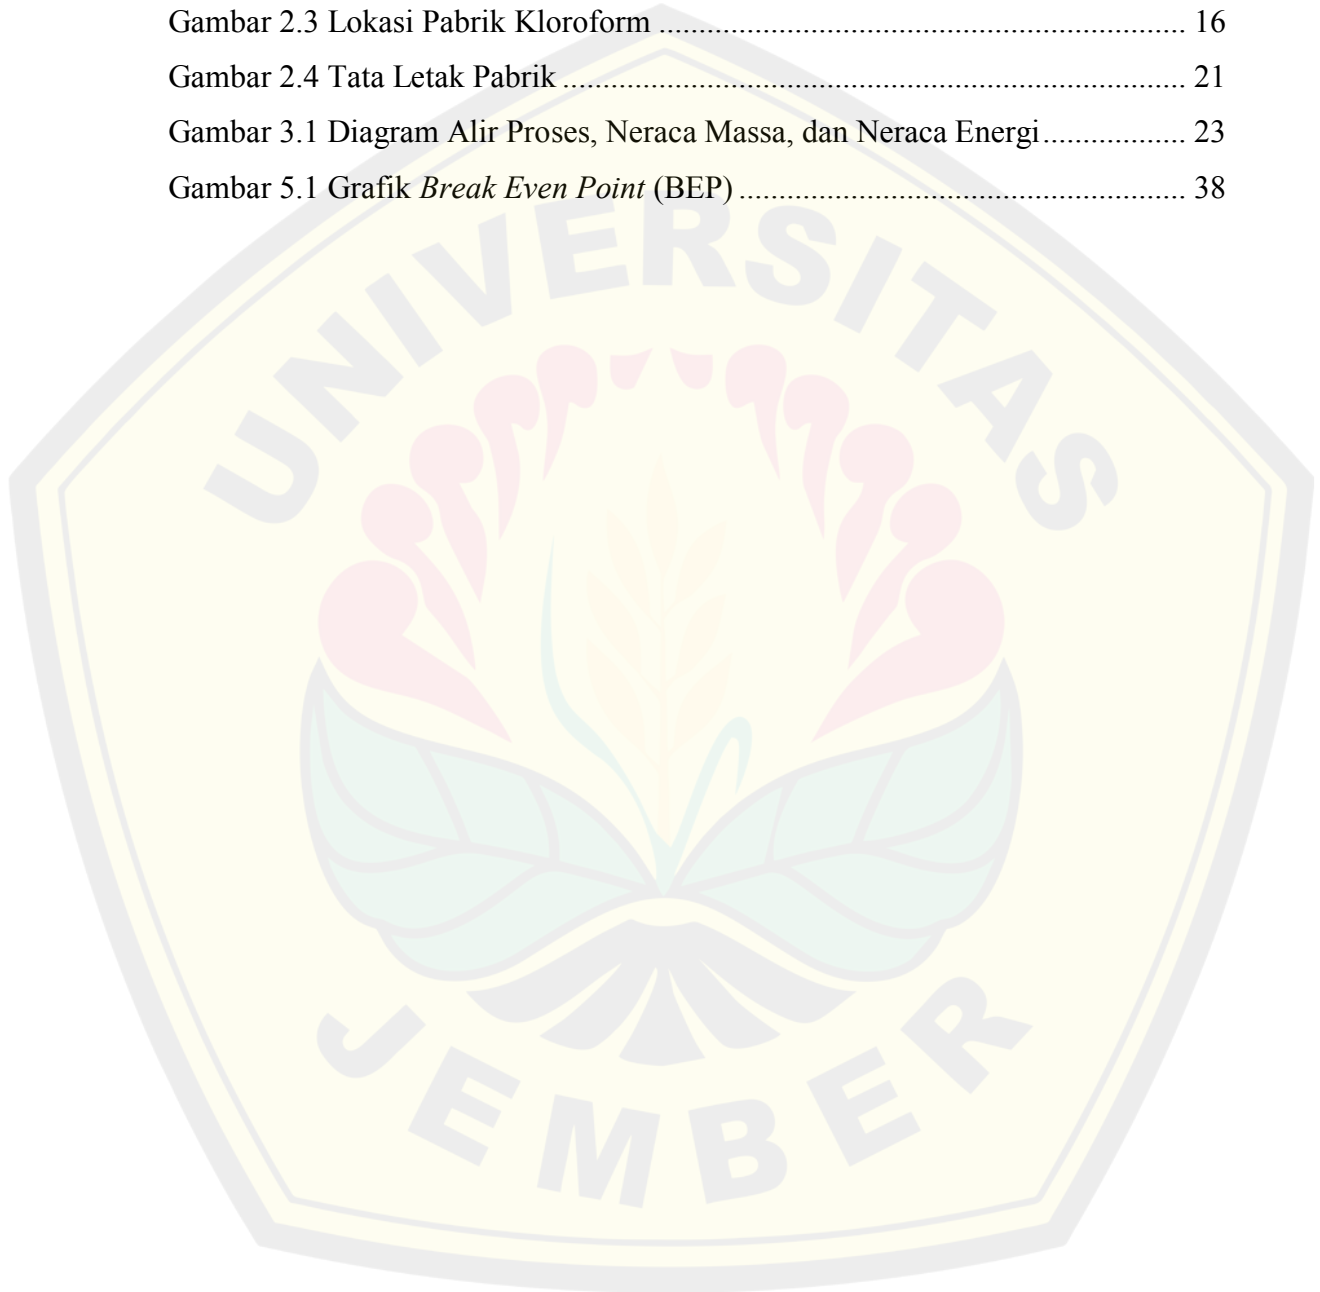 Gambar 2.3 Lokasi Pabrik Kloroform ........................................................................ 16
Gambar 2.4 Tata Letak Pabrik ..................................................................................... 21
Gambar 3.1 Diagram Alir Proses, Neraca Massa, dan Neraca Energi ................... 23
Gambar 5.1 Grafik Break Even Point (BEP) ............................................................. 38
UNIVERSITAS
JEMBER